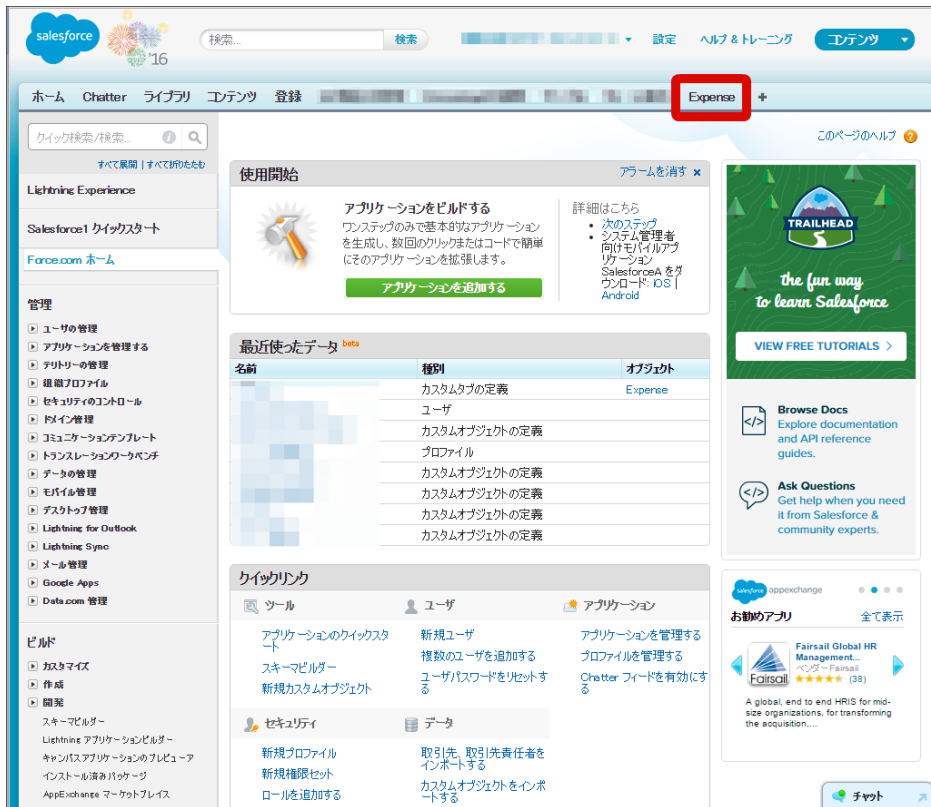 salesforce
'16
検索...
検索
設定
ヘルプ & トレーニング
コンテンツ
ホーム
Chatter
ライブラリ
コンテンツ
登録
Expense
+
クイック検索/検索...
すべて展開 | すべて折りたたむ
Lightning Experience
Salesforce1 クイックスタート
Force.com ホーム
管理
ユーザの管理
アプリケーションを管理する
テリトリーの管理
組織プロファイル
セキュリティのコントロール
ドメイン管理
コミュニケーションテンプレート
トランスレーションワークベンチ
データの管理
モバイル管理
デスクトップ管理
Lightning for Outlook
Lightning Sync
メール管理
Google Apps
Data.com 管理
ビルド
カスタマイズ
作成
開発
スキーマビルダー
Lightning アプリケーションビルダー
キャンバスアプリケーションのプレビューア
インストール済みパッケージ
AppExchange マーケットプレイス
このページのヘルプ
使用開始
アラームを消す ×
アプリケーションをビルドする
ワンステップのみで基本的なアプリケーション
を生成し、数回のクリックまたはコードで簡単
にそのアプリケーションを拡張します。
アプリケーションを追加する
詳細はこちら
• 次のステップ
• システム管理者
向けモバイルアプ
リケーション
SalesforceA をダ
ウンロード: iOS |
Android
最近使ったデータ beta
名前
種別
オブジェクト
カスタムタブの定義
Expense
ユーザ
カスタムオブジェクトの定義
プロファイル
カスタムオブジェクトの定義
カスタムオブジェクトの定義
カスタムオブジェクトの定義
カスタムオブジェクトの定義
クイックリンク
ツール
アプリケーションのクイックスタ
ート
スキーマビルダー
新規カスタムオブジェクト
ユーザ
新規ユーザ
複数のユーザを追加する
ユーザパスワードをリセットす
る
アプリケーション
アプリケーションを管理する
プロファイルを管理する
Chatter フィードを有効にす
る
セキュリティ
新規プロファイル
新規権限セット
ロールを追加する
データ
取引先、取引先責任者を
インポートする
カスタムオブジェクトをインポ
ートする
TRAILHEAD
the fun way
to learn Salesforce
VIEW FREE TUTORIALS >
</>
Browse Docs
Explore documentation
and API reference
guides.
</>
Ask Questions
Get help when you need
it from Salesforce &
community experts.
salesforce appexchange
お勧めアプリ
全て表示
Fairsail
Fairsail Global HR
Management...
ベンダー Fairsail
(38)
A global, end to end HRIS for mid-
size organizations, for transforming
the acquisition,...
チャット